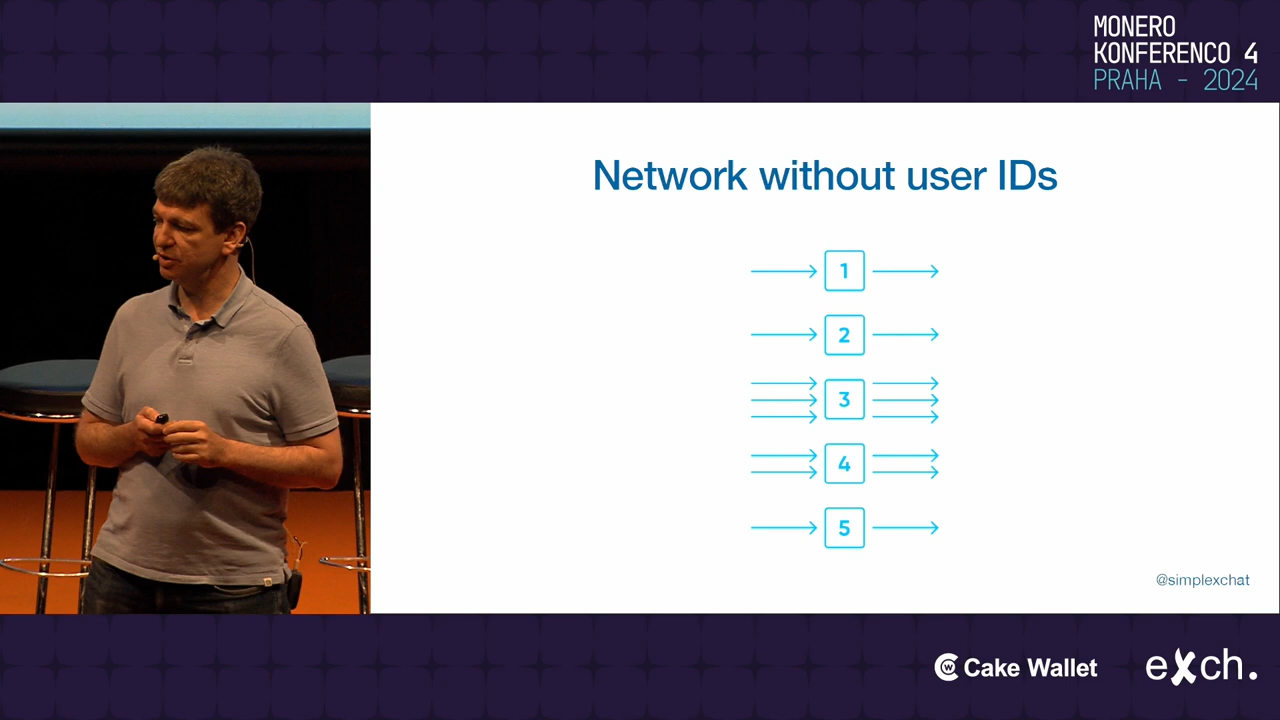 MONERO
KONFERENCO 4
PRAHA - 2024
Network without user IDs
1
2
3
4
5
@simplexchat
Cake Wallet
eXch.